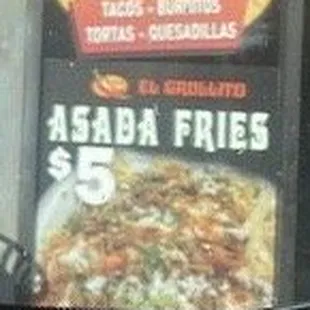 TACOS - BURRITOS
TORTAS - QUESADILLAS
EL GRULLITO
ASADA FRIES
$5